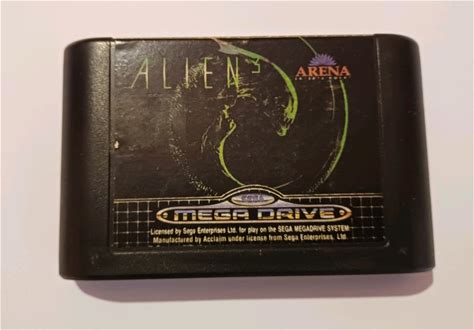 ALIEN³
ARENA
SEGA
MEGA DRIVE
Licensed by Sega Enterprises Ltd. for play on the SEGA MEGADRIVE SYSTEM
Manufactured by Acclaim under license from Sega Enterprises, Ltd.